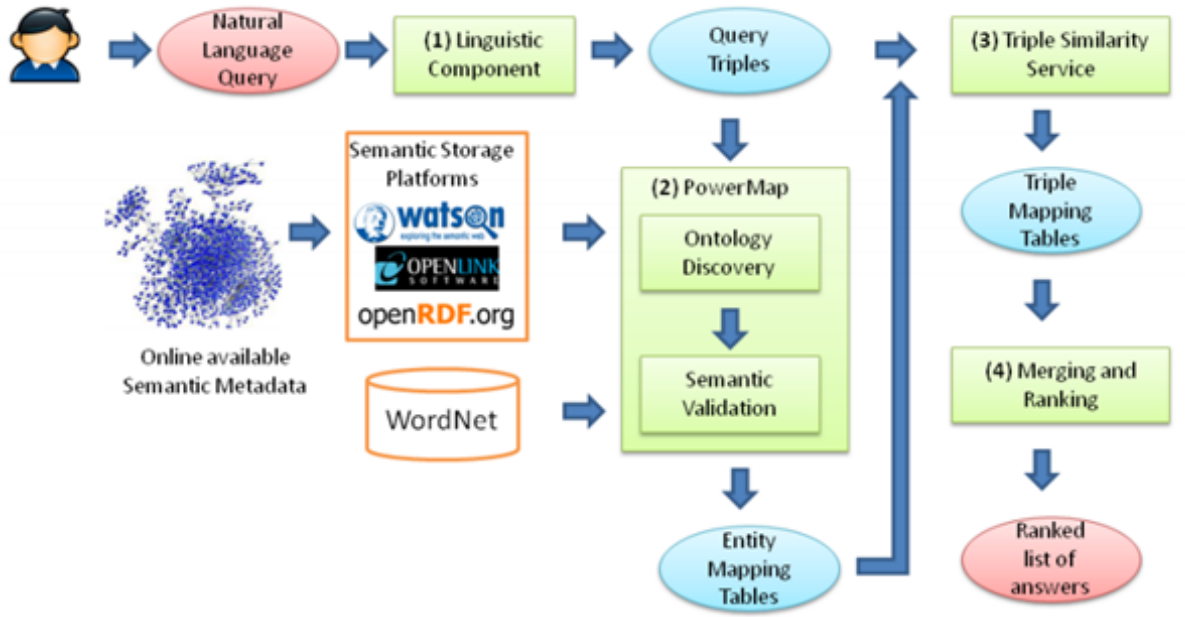 Natural
Language
Query
(1) Linguistic
Component
Query
Triples
(3) Triple Similarity
Service
Semantic Storage
Platforms
watson
exploring the semantic web
OPENLINK
SOFTWARE
openRDF.org
Online available
Semantic Metadata
WordNet
(2) PowerMap
Ontology
Discovery
Semantic
Validation
Entity
Mapping
Tables
Triple
Mapping
Tables
(4) Merging and
Ranking
Ranked
list of
answers